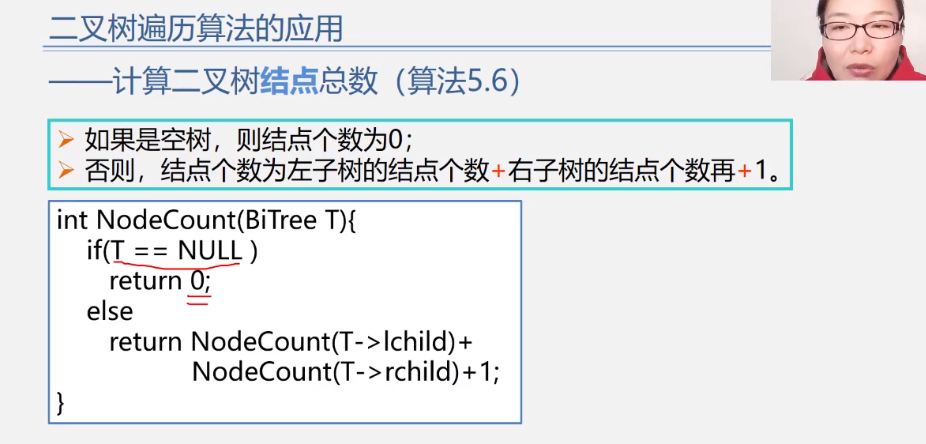 二叉树遍历算法的应用
——计算二叉树结点总数（算法5.6）
如果是空树，则结点个数为0；
否则，结点个数为左子树的结点个数+右子树的结点个数再+1。
int NodeCount(BiTree T){
if(T == NULL )
return 0;
else
return NodeCount(T->lchild)+
NodeCount(T->rchild)+1;
}